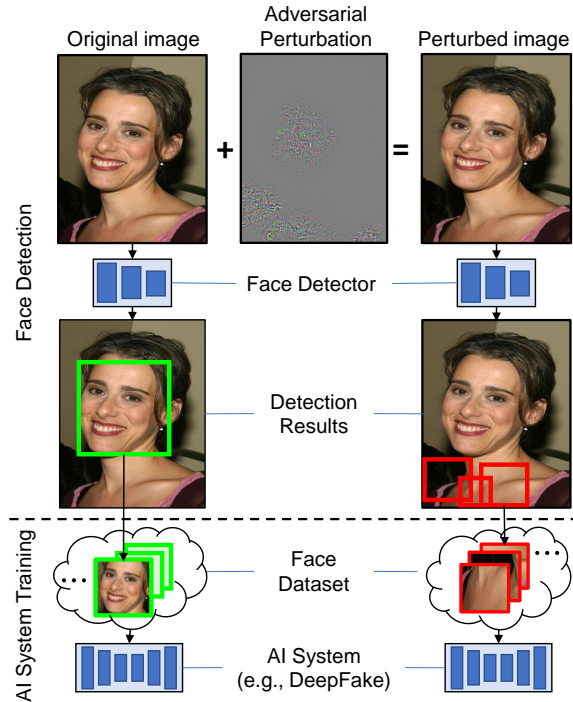 Original image
Adversarial
Perturbation
Perturbed image
+
=
Face Detection
Face Detector
Detection
Results
AI System Training
Face
Dataset
...
...
AI System
(e.g., DeepFake)